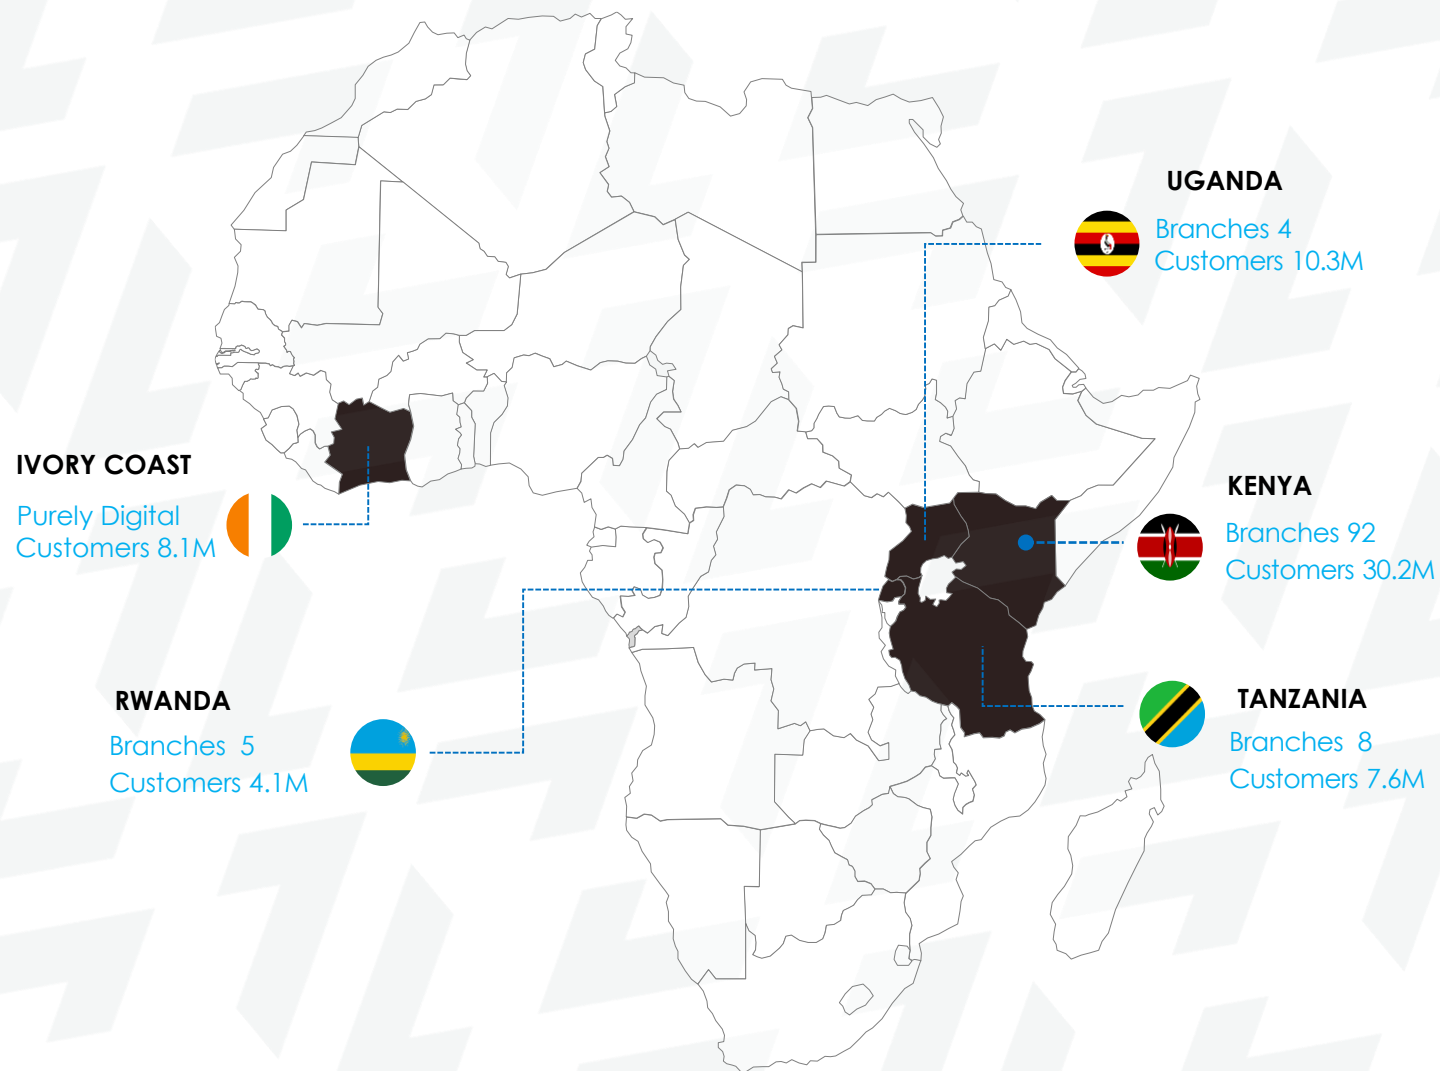 UGANDA
Branches 4
Customers 10.3M
IVORY COAST
Purely Digital
Customers 8.1M
KENYA
Branches 92
Customers 30.2M
RWANDA
Branches 5
Customers 4.1M
TANZANIA
Branches 8
Customers 7.6M